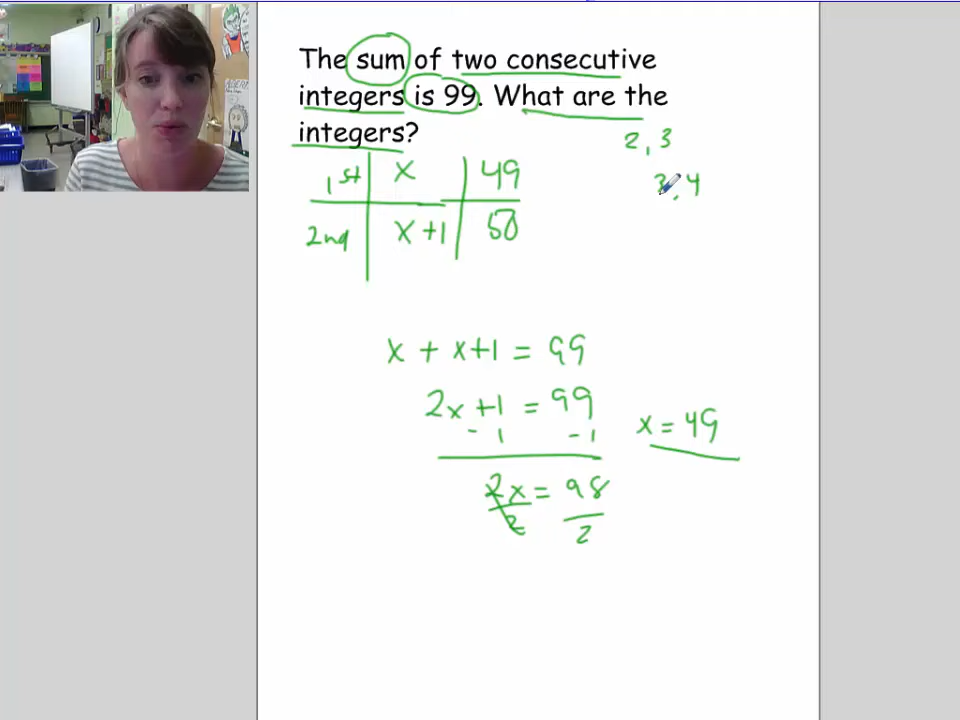 The sum of two consecutive
integers is 99. What are the
integers?
2, 3
3, 4
1st x 49
2nd x+1 50
x + x+1 = 99
2x +1 = 99
-1 -1
x = 49
2x = 98
2 2